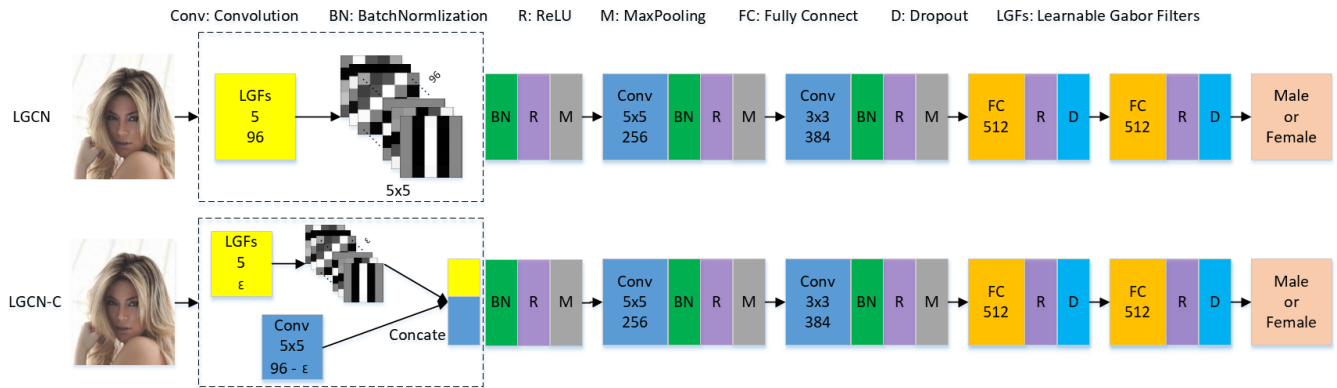 Conv: Convolution BN: BatchNormlization R: ReLU M: MaxPooling FC: Fully Connect D: Dropout LGFs: Learnable Gabor Filters
LGCN
LGFs
5
96
96
5x5
BN R M
Conv
5x5
256
BN R M
Conv
3x3
384
BN R M
FC
512
R D
FC
512
R D
Male
or
Female
LGCN-C
LGFs
5
ε
ε
Conv
5x5
96 - ε
Concate
BN R M
Conv
5x5
256
BN R M
Conv
3x3
384
BN R M
FC
512
R D
FC
512
R D
Male
or
Female